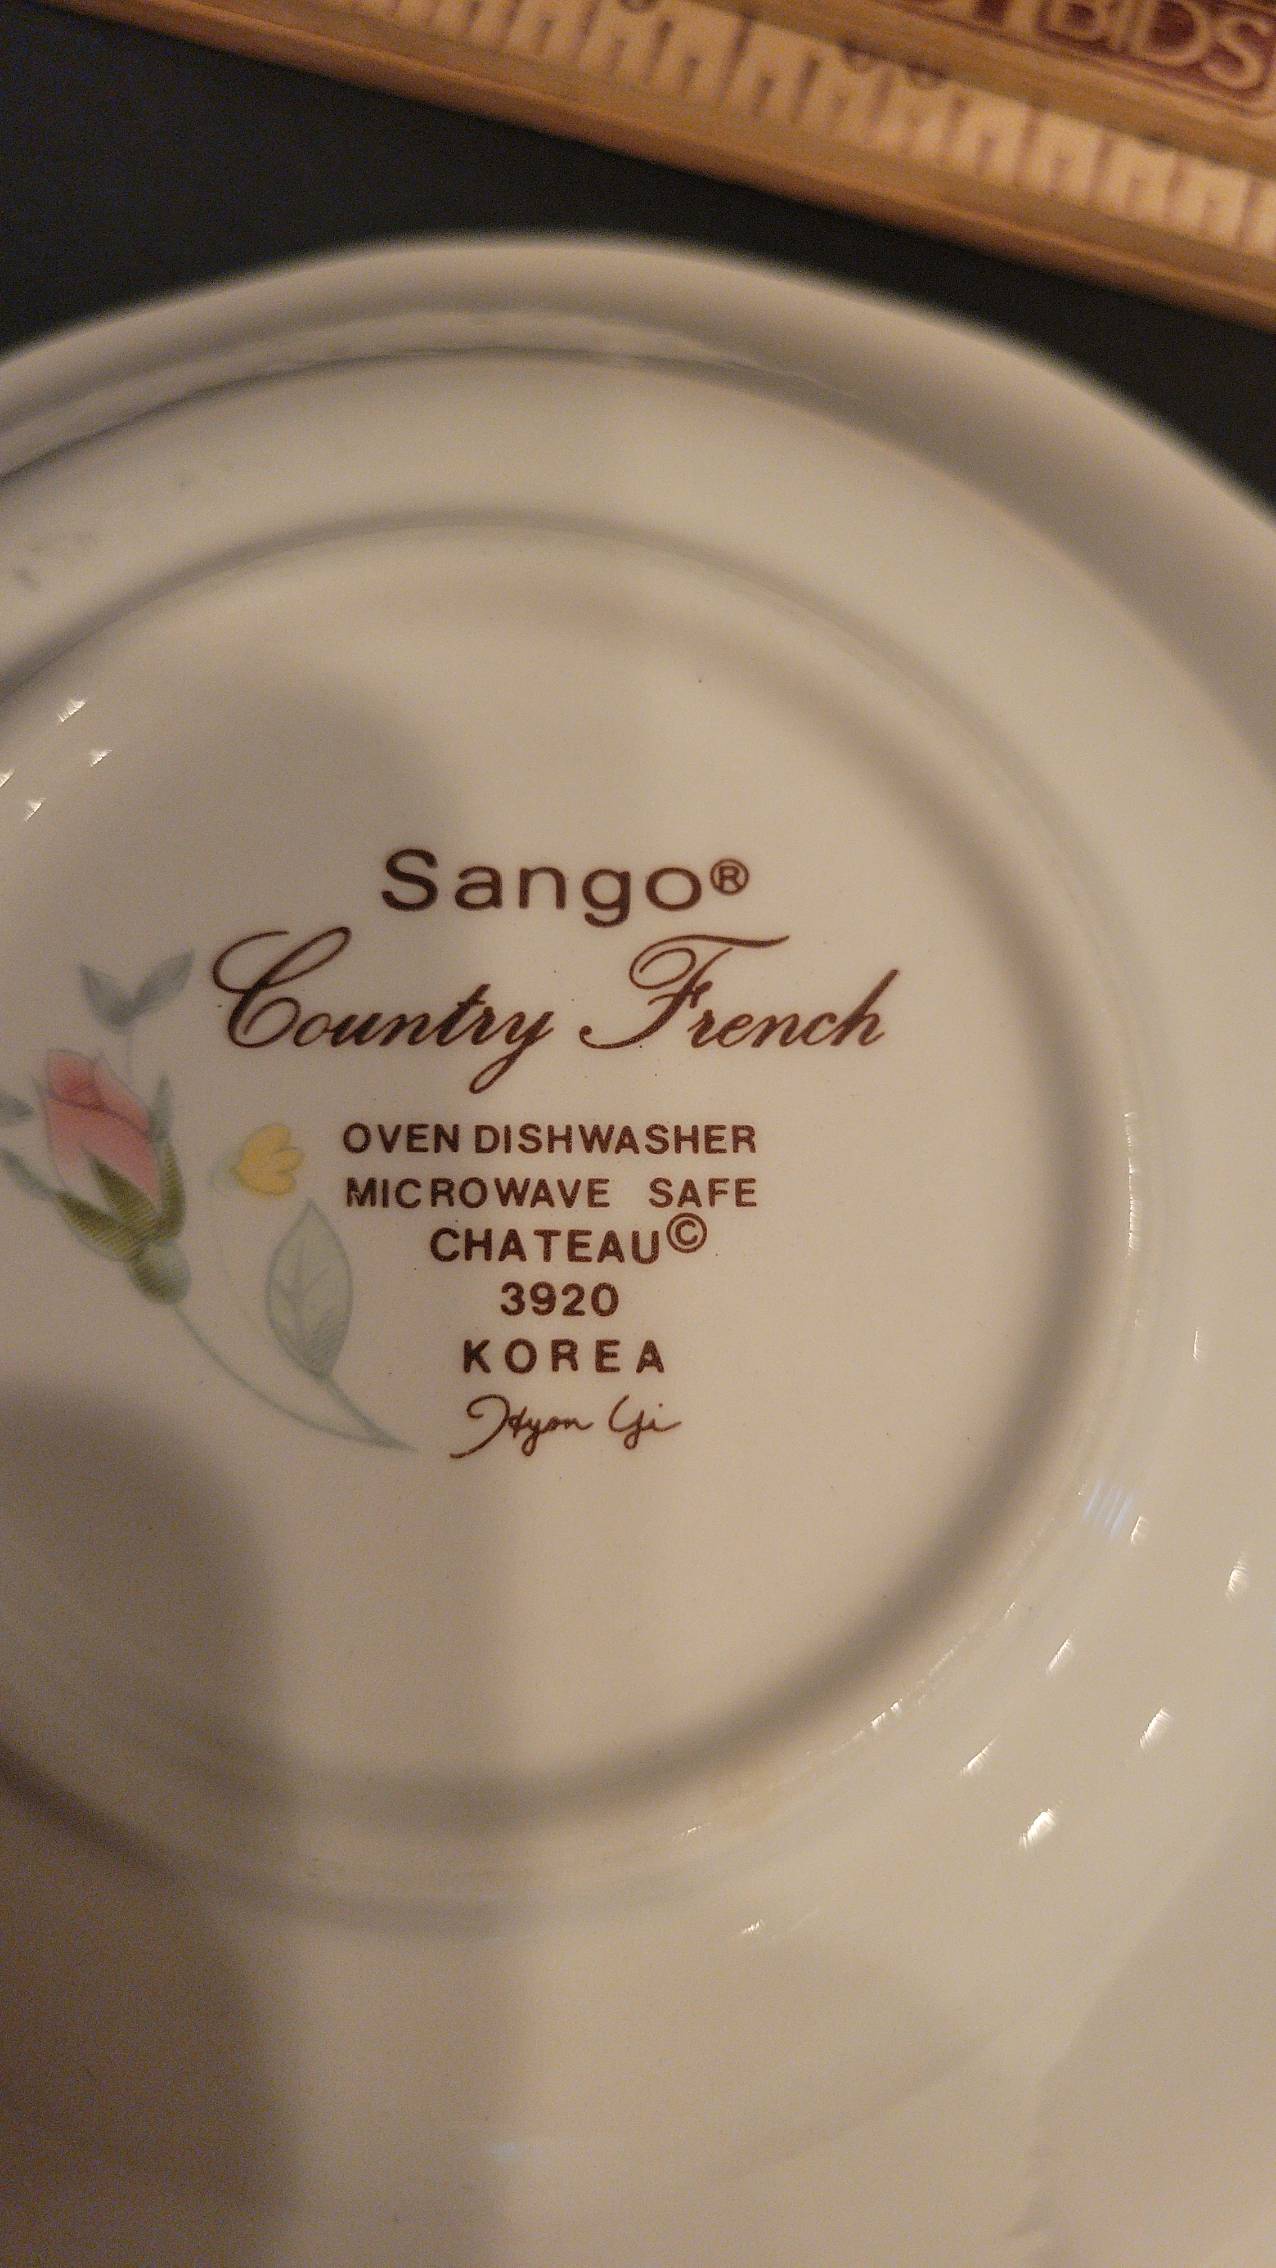 BIDS
Sango®
Country French
OVEN DISHWASHER
MICROWAVE SAFE
CHATEAU©
3920
KOREA
Hyon Yi